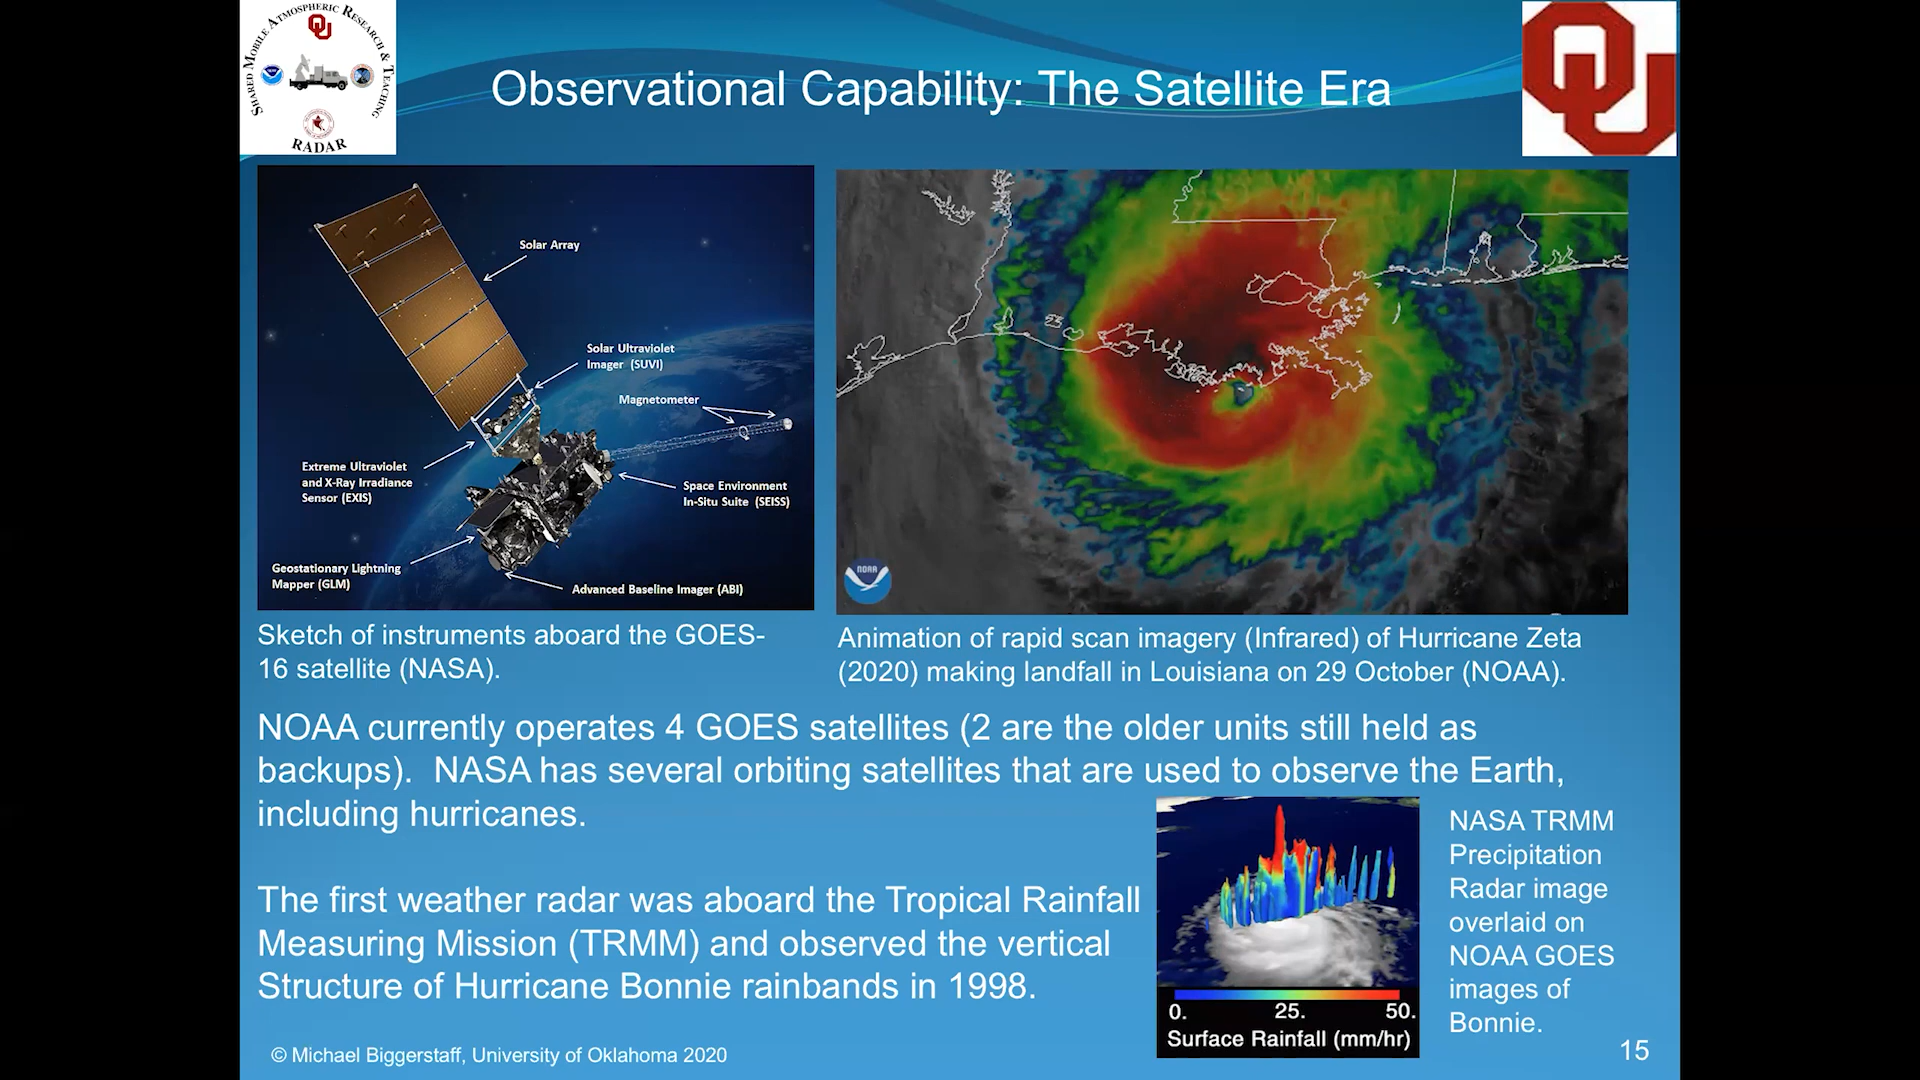 SHARED MOBILE ATMOSPHERIC RESEARCH & TEACHING
RADAR
Observational Capability: The Satellite Era
Solar Array
Solar Ultraviolet
Imager (SUVI)
Magnetometer
Extreme Ultraviolet
and X-Ray Irradiance
Sensor (EXIS)
Space Environment
In-Situ Suite (SEISS)
Geostationary Lightning
Mapper (GLM)
Advanced Baseline Imager (ABI)
NOAA
Sketch of instruments aboard the GOES-
16 satellite (NASA).
Animation of rapid scan imagery (Infrared) of Hurricane Zeta
(2020) making landfall in Louisiana on 29 October (NOAA).
NOAA currently operates 4 GOES satellites (2 are the older units still held as
backups). NASA has several orbiting satellites that are used to observe the Earth,
including hurricanes.
The first weather radar was aboard the Tropical Rainfall
Measuring Mission (TRMM) and observed the vertical
Structure of Hurricane Bonnie rainbands in 1998.
0. 25. 50.
Surface Rainfall (mm/hr)
NASA TRMM
Precipitation
Radar image
overlaid on
NOAA GOES
images of
Bonnie.
© Michael Biggerstaff, University of Oklahoma 2020
15